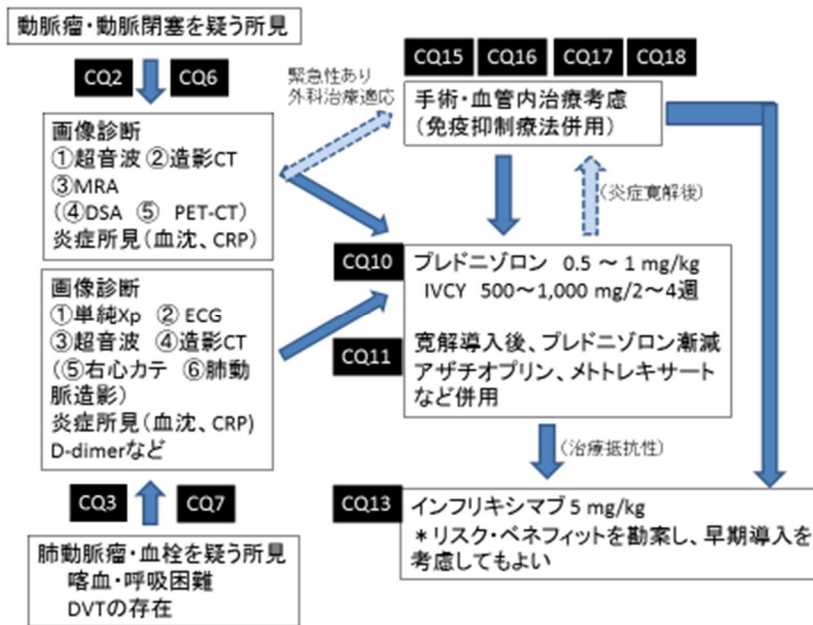 動脈瘤・動脈閉塞を疑う所見
CQ2
CQ6
画像診断
①超音波 ②造影CT
③MRA
(④DSA ⑤ PET-CT)
炎症所見(血沈、CRP)
緊急性あり
外科治療適応
CQ15
CQ16
CQ17
CQ18
手術・血管内治療考慮
(免疫抑制療法併用)
(炎症寛解後)
CQ10
プレドニゾロン 0.5 ~ 1 mg/kg
IVCY 500~1,000 mg/2~4週
CQ11
寛解導入後、プレドニゾロン漸減
アザチオプリン、メトトレキサート
など併用
画像診断
①単純Xp ② ECG
③超音波 ④造影CT
(⑤右心カテ ⑥肺動
脈造影)
炎症所見(血沈、CRP)
D-dimerなど
CQ3
CQ7
肺動脈瘤・血栓を疑う所見
喀血・呼吸困難
DVTの存在
(治療抵抗性)
CQ13
インフリキシマブ 5 mg/kg
*リスク・ベネフィットを勘案し、早期導入を
考慮してもよい